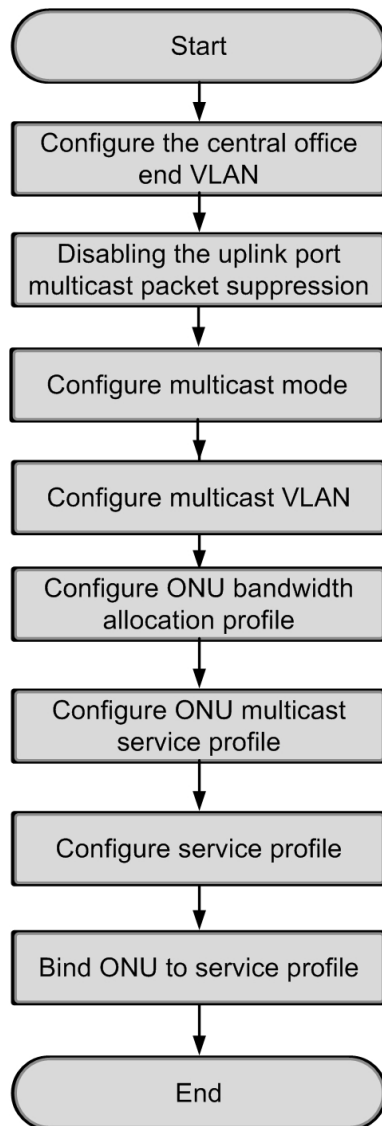 Start
Configure the central office
end VLAN
Disabling the uplink port
multicast packet suppression
Configure multicast mode
Configure multicast VLAN
Configure ONU bandwidth
allocation profile
Configure ONU multicast
service profile
Configure service profile
Bind ONU to service profile
End